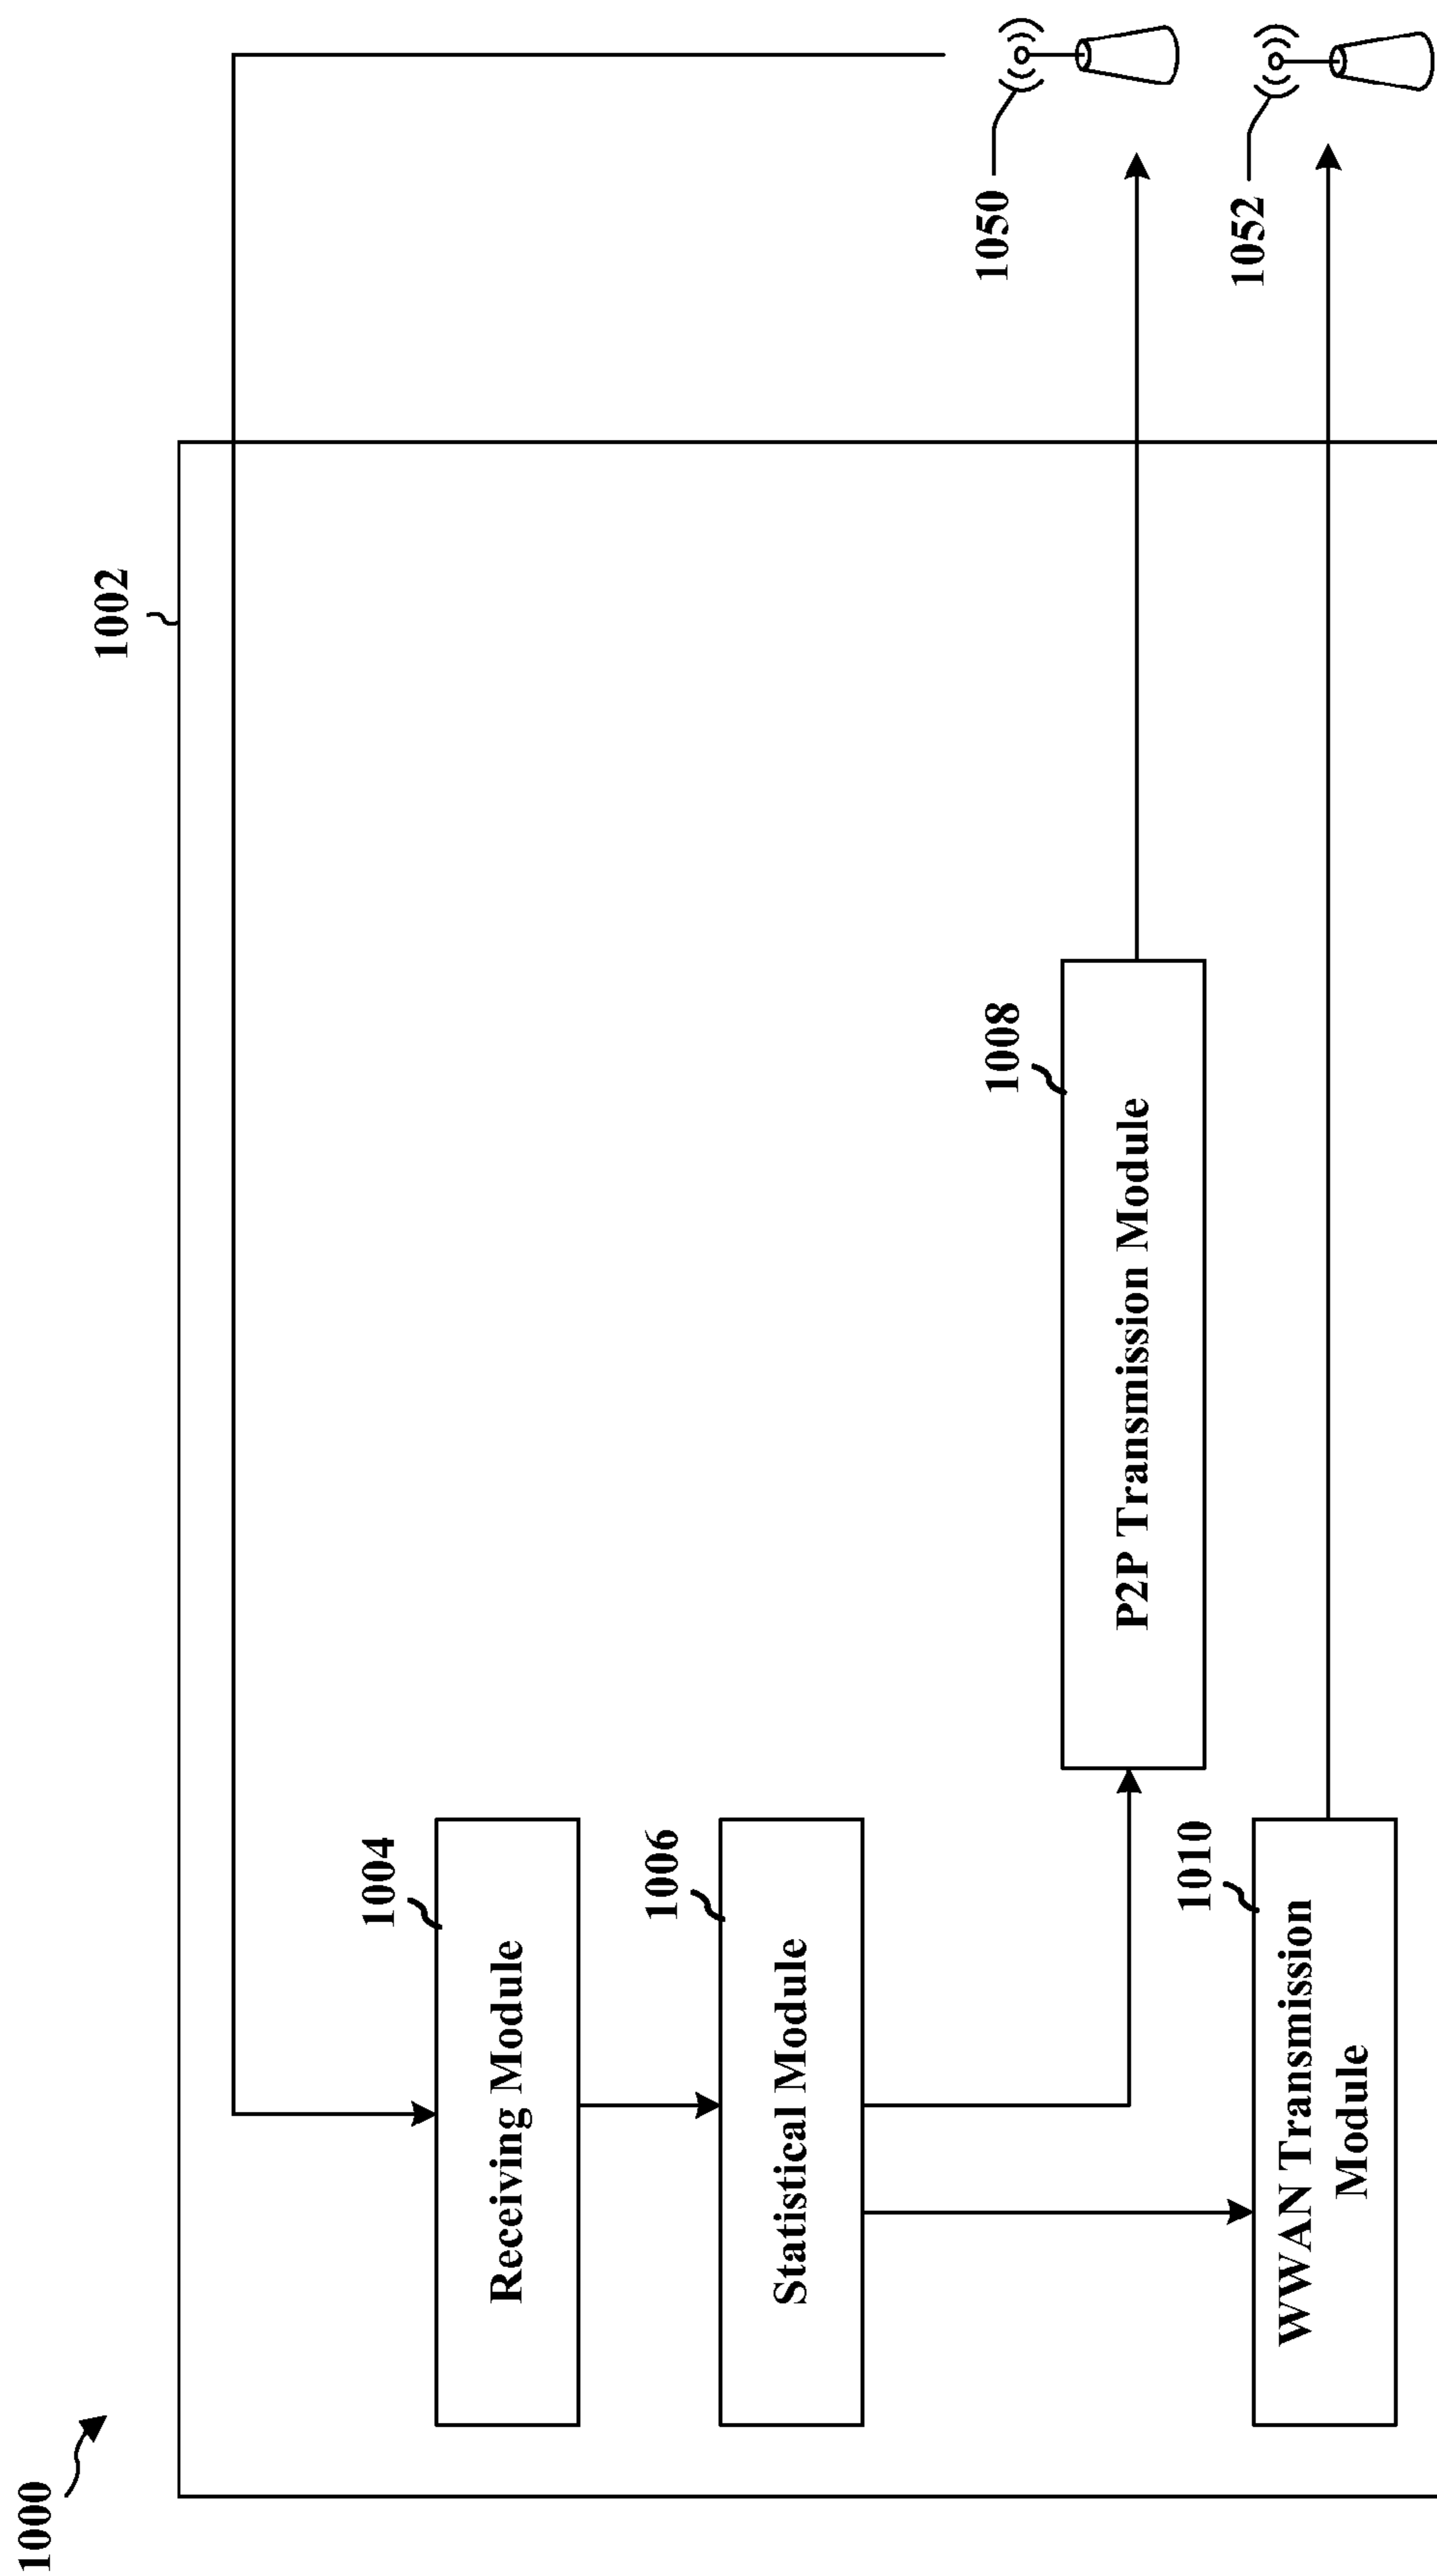 1000
1002
1004
Receiving Module
1006
Statistical Module
1008
P2P Transmission Module
1010
WWAN Transmission
Module
1050
1052